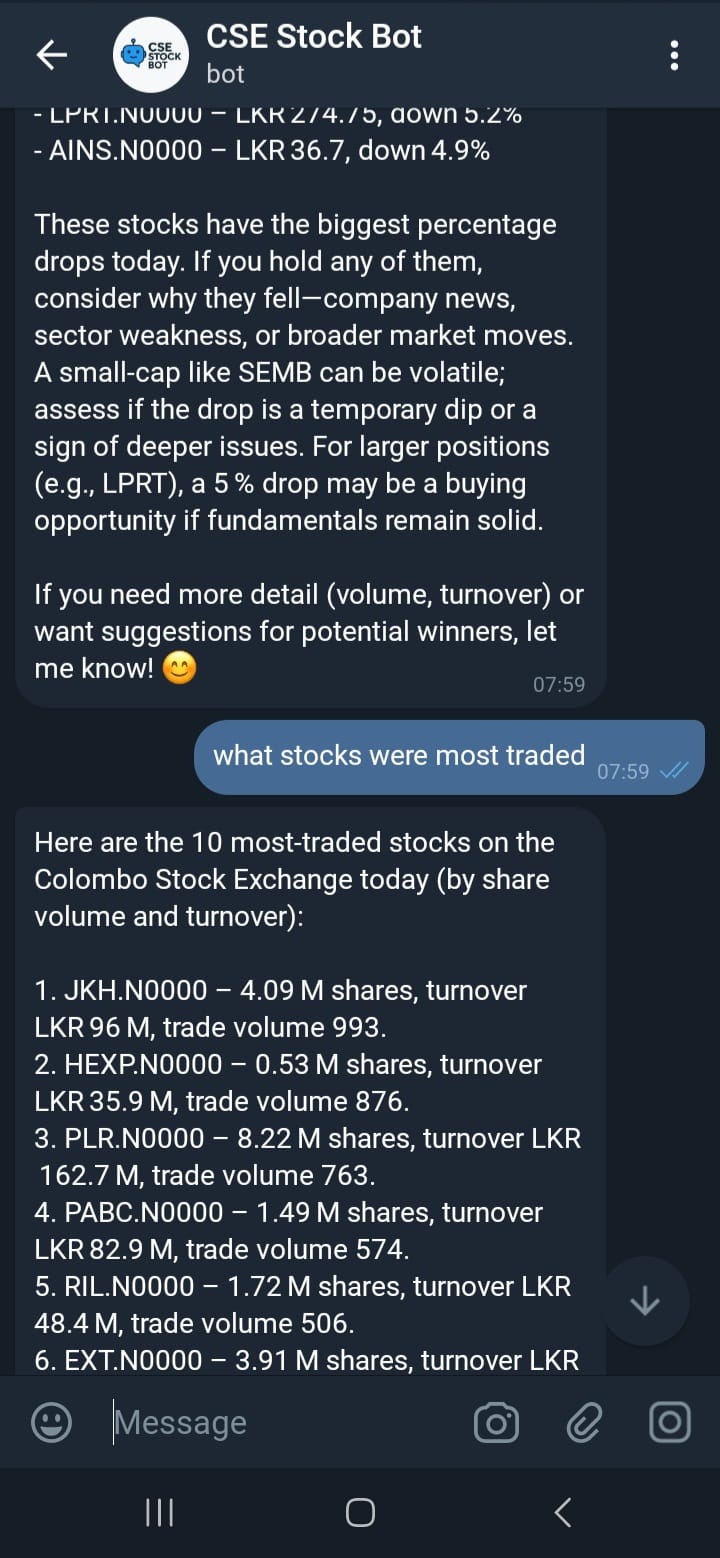 CSE Stock Bot
bot
CSE
STOCK
BOT
- LPRT.N0000 – LKR 274.75, down 5.2%
- AINS.N0000 – LKR 36.7, down 4.9%
These stocks have the biggest percentage
drops today. If you hold any of them,
consider why they fell—company news,
sector weakness, or broader market moves.
A small-cap like SEMB can be volatile;
assess if the drop is a temporary dip or a
sign of deeper issues. For larger positions
(e.g., LPRT), a 5 % drop may be a buying
opportunity if fundamentals remain solid.
If you need more detail (volume, turnover) or
want suggestions for potential winners, let
me know! 😊
07:59
what stocks were most traded
07:59
Here are the 10 most-traded stocks on the
Colombo Stock Exchange today (by share
volume and turnover):
1. JKH.N0000 – 4.09 M shares, turnover
LKR 96 M, trade volume 993.
2. HEXP.N0000 – 0.53 M shares, turnover
LKR 35.9 M, trade volume 876.
3. PLR.N0000 – 8.22 M shares, turnover LKR
162.7 M, trade volume 763.
4. PABC.N0000 – 1.49 M shares, turnover
LKR 82.9 M, trade volume 574.
5. RIL.N0000 – 1.72 M shares, turnover LKR
48.4 M, trade volume 506.
6. EXT.N0000 – 3.91 M shares, turnover LKR
Message